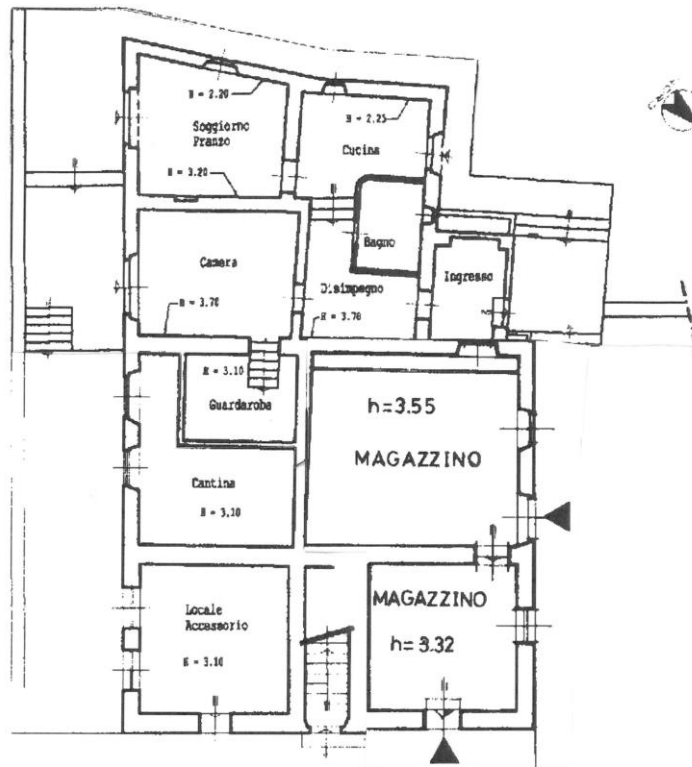 H = 2.20
Soggiorno
Pranzo
H = 3.20
H = 2.25
Cucina
Bagno
Camera
H = 3.70
Disimpegno
H = 3.70
Ingresso
H = 3.10
Guardaroba
h=3.55
MAGAZZINO
Cantina
H = 3.10
Locale
Accessorio
H = 3.10
MAGAZZINO
h=3.32